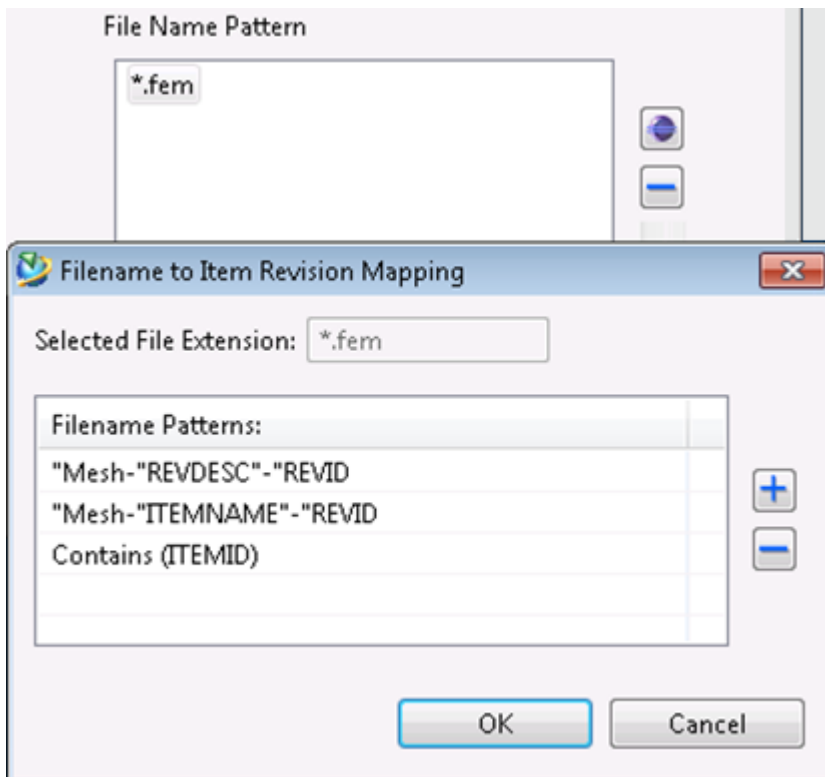 File Name Pattern
*.fem
Filename to Item Revision Mapping
Selected File Extension: *.fem
Filename Patterns:
"Mesh-"REVDESC"-"REVID
"Mesh-"ITEMNAME"-"REVID
Contains (ITEMID)
OK Cancel